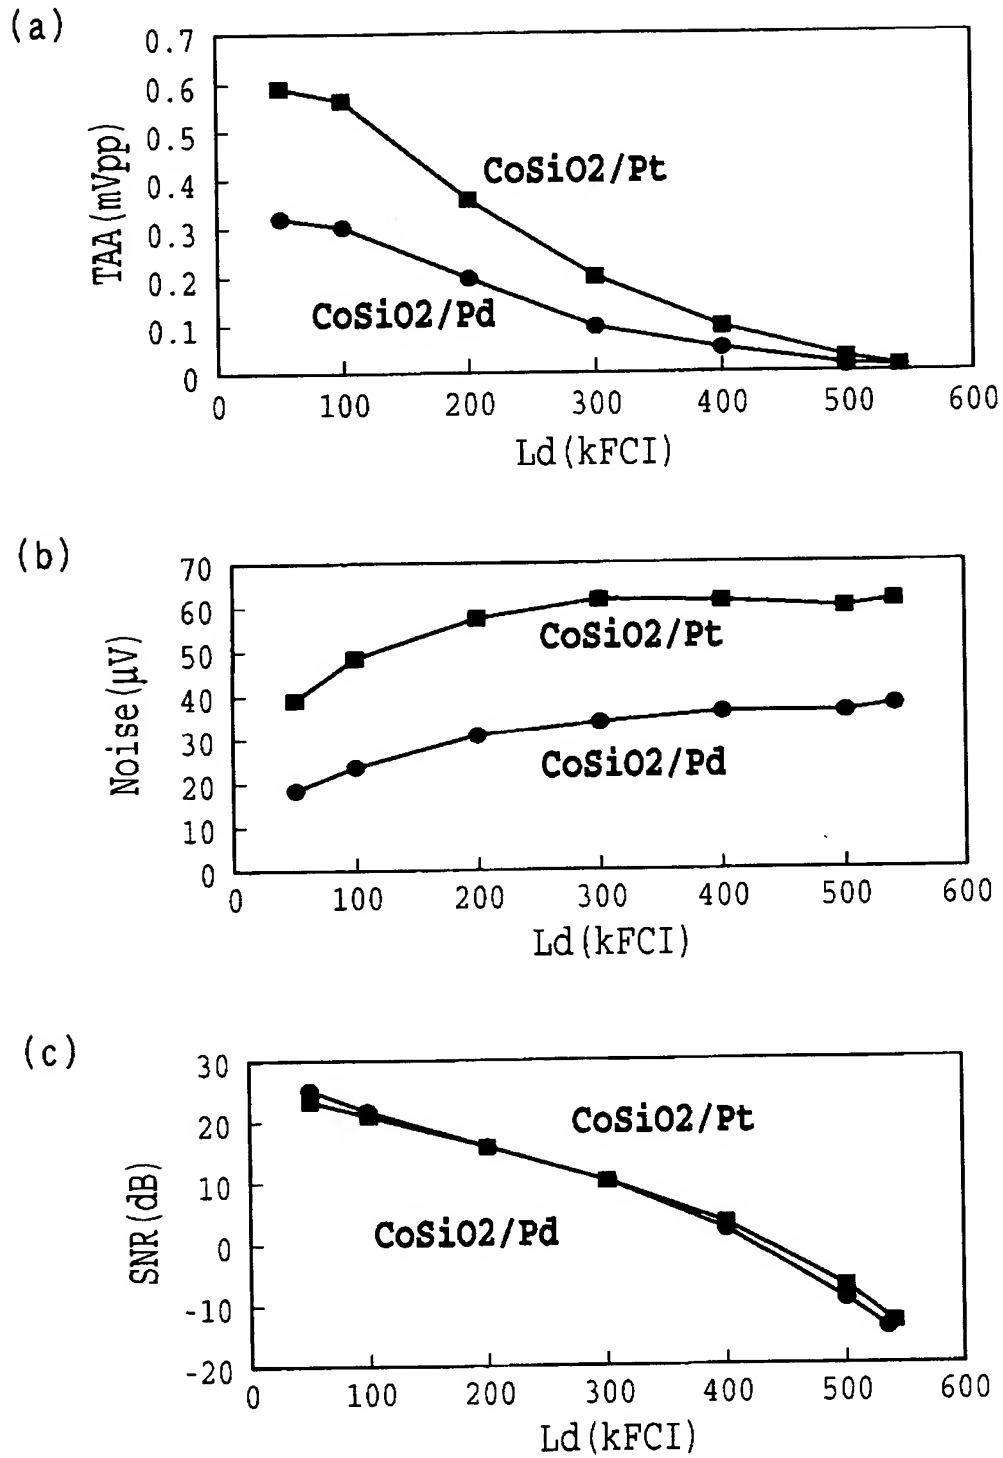 (a)
0.7
0.6
0.5
0.4
0.3
0.2
0.1
0
TAA(mVpp)
CoSiO2/Pt
CoSiO2/Pd
0 100 200 300 400 500 600
Ld(kFCI)
(b)
70
60
50
40
30
20
10
0
Noise(μV)
CoSiO2/Pt
CoSiO2/Pd
0 100 200 300 400 500 600
Ld(kFCI)
(c)
30
20
10
0
-10
-20
SNR(dB)
CoSiO2/Pt
CoSiO2/Pd
0 100 200 300 400 500 600
Ld(kFCI)